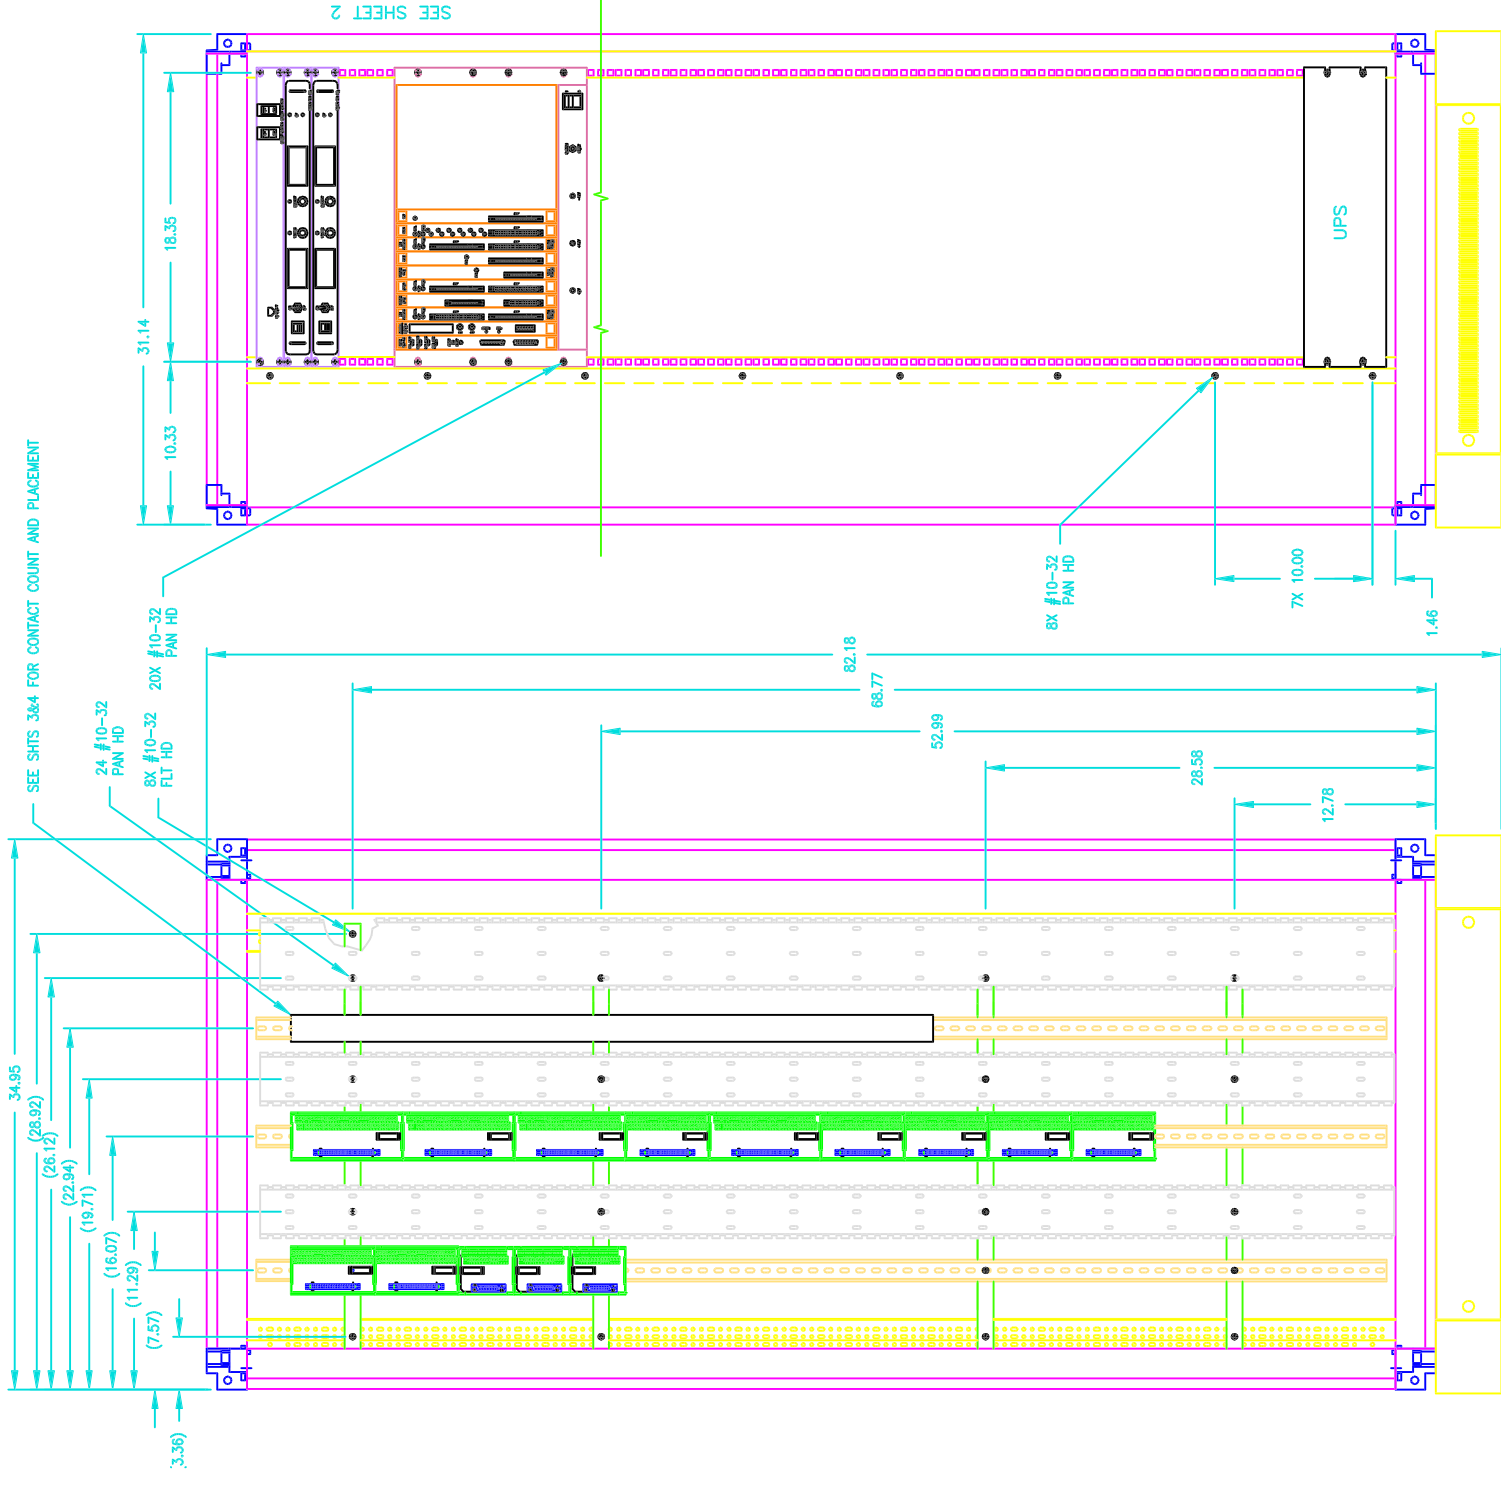 SEE SHEET 2
31.14
18.35
10.33
UPS
SEE SHTS 3&4 FOR CONTACT COUNT AND PLACEMENT
20X #10-32
PAN HD
24 #10-32
PAN HD
8X #10-32
FLT HD
8X #10-32
PAN HD
7X 10.00
1.46
82.18
68.77
52.99
28.58
12.78
34.95
(28.92)
(26.12)
(22.94)
(19.71)
(16.07)
(11.29)
(7.57)
3.36)